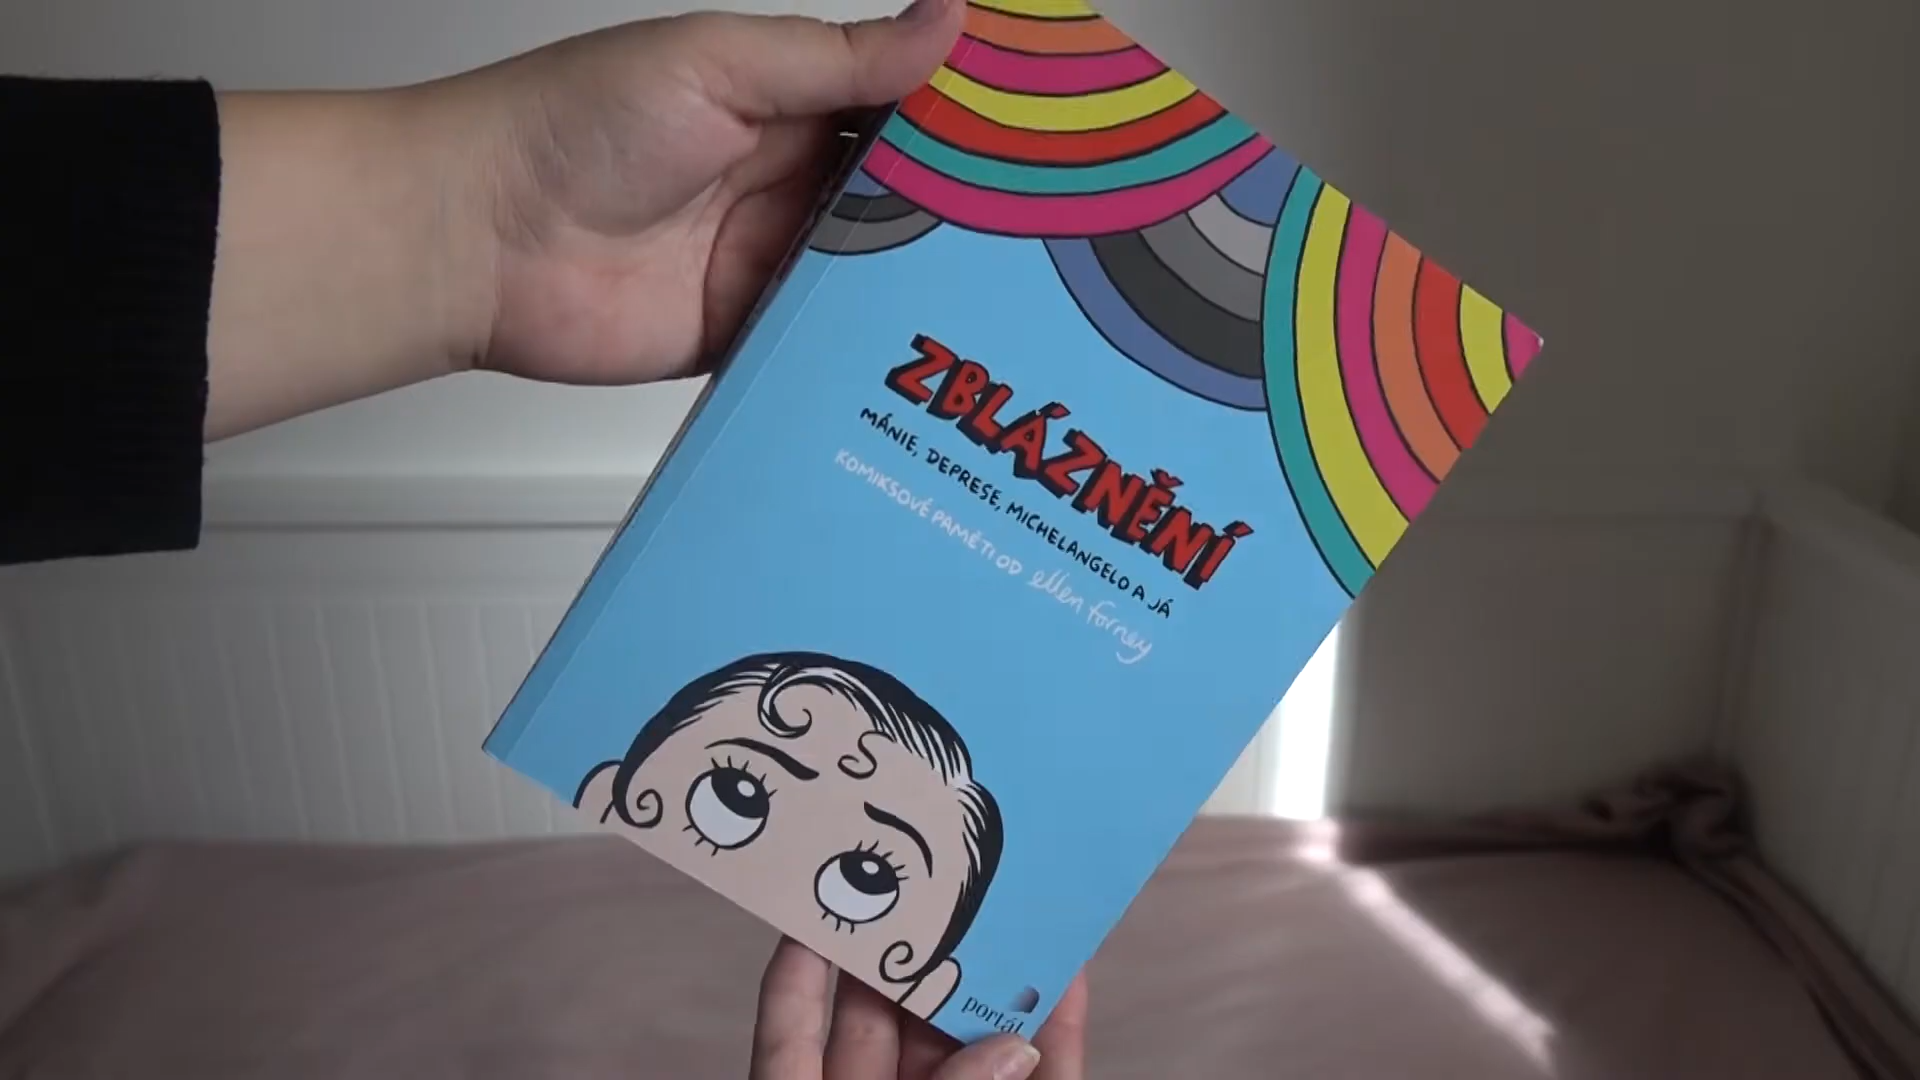 ZBLÁZNĚNÍ
MÁNIE, DEPRESE, MICHELANGELO A JÁ
KOMIKSOVÉ PAMĚTI OD ellen forney
portál